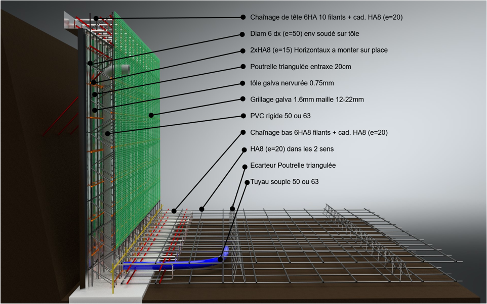 Chaînage de tête 6HA 10 filants + cad. HA8 (e=20)
Diam 6 dx (e=50) env soudé sur tôle
2xHA8 (e=15) Horizontaux a monter sur place
Poutrelle triangulée entraxe 20cm
tôle galva nervurée 0.75mm
Grillage galva 1.6mm maille 12-22mm
PVC rigide 50 ou 63
Chaînage bas 6HA8 filants + cad. HA8 (e=20)
HA8 (e=20) dans les 2 sens
Ecarteur Poutrelle triangulée
Tuyau souple 50 ou 63